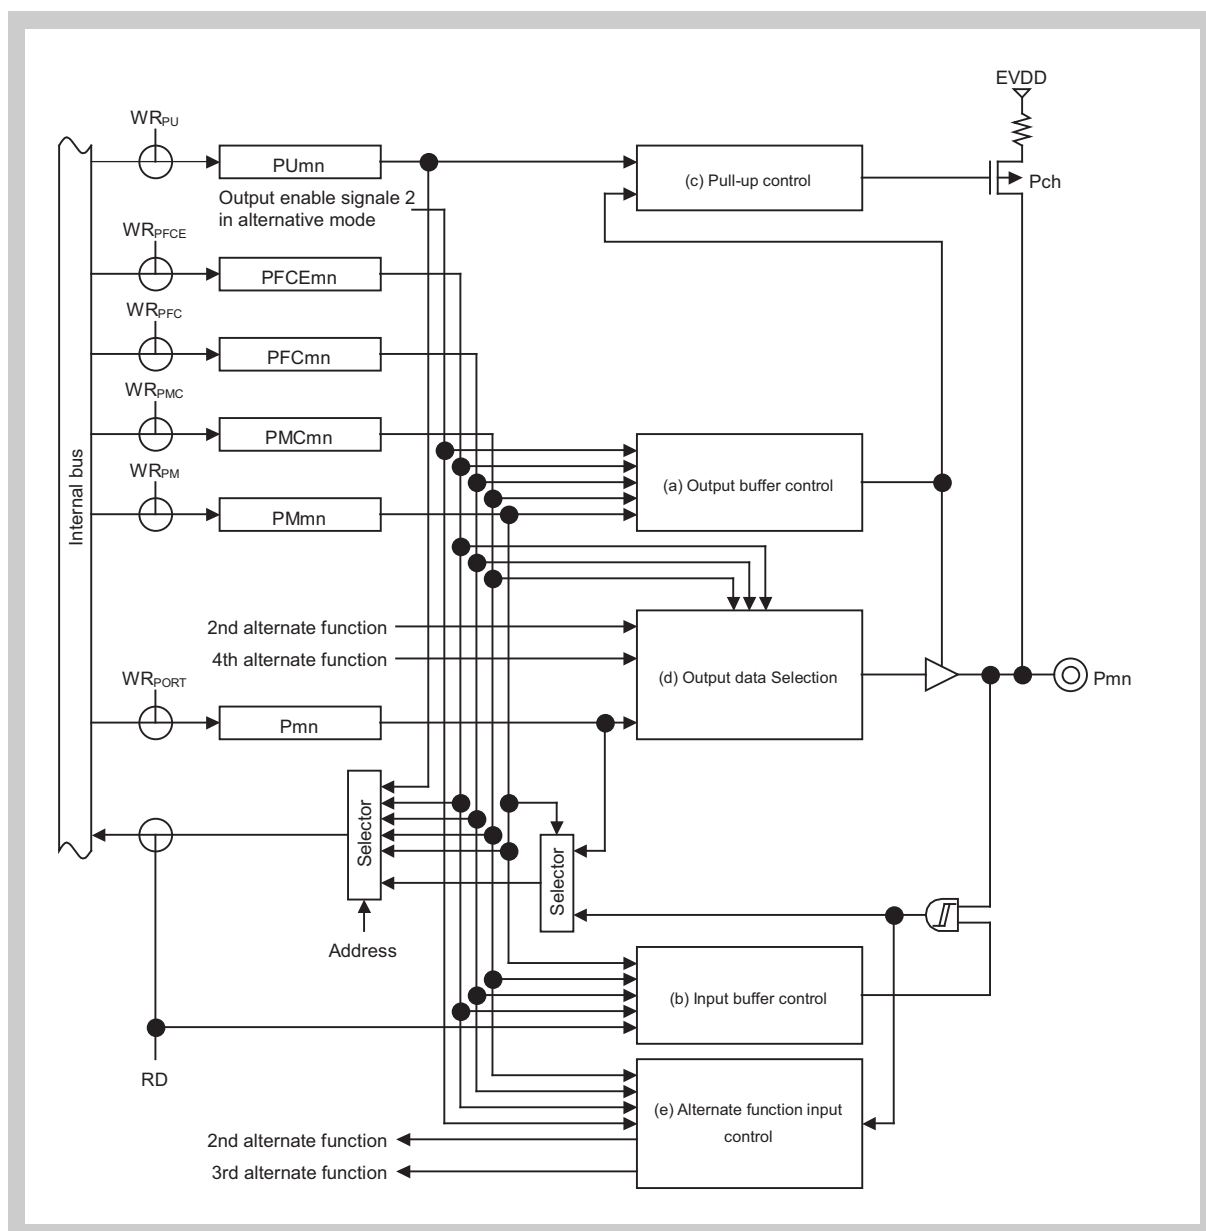 EVDD
WRPU
PUmn
(c) Pull-up control
Pch
Output enable signale 2
in alternative mode
WRPFCE
PFCEmn
WRPFC
PFCmn
WRPMC
PMCmn
Internal bus
WRPM
PMmn
(a) Output buffer control
2nd alternate function
4th alternate function
(d) Output data Selection
Pmn
WRPORT
Pmn
Selector
Selector
Address
(b) Input buffer control
RD
(e) Alternate function input
control
2nd alternate function
3rd alternate function